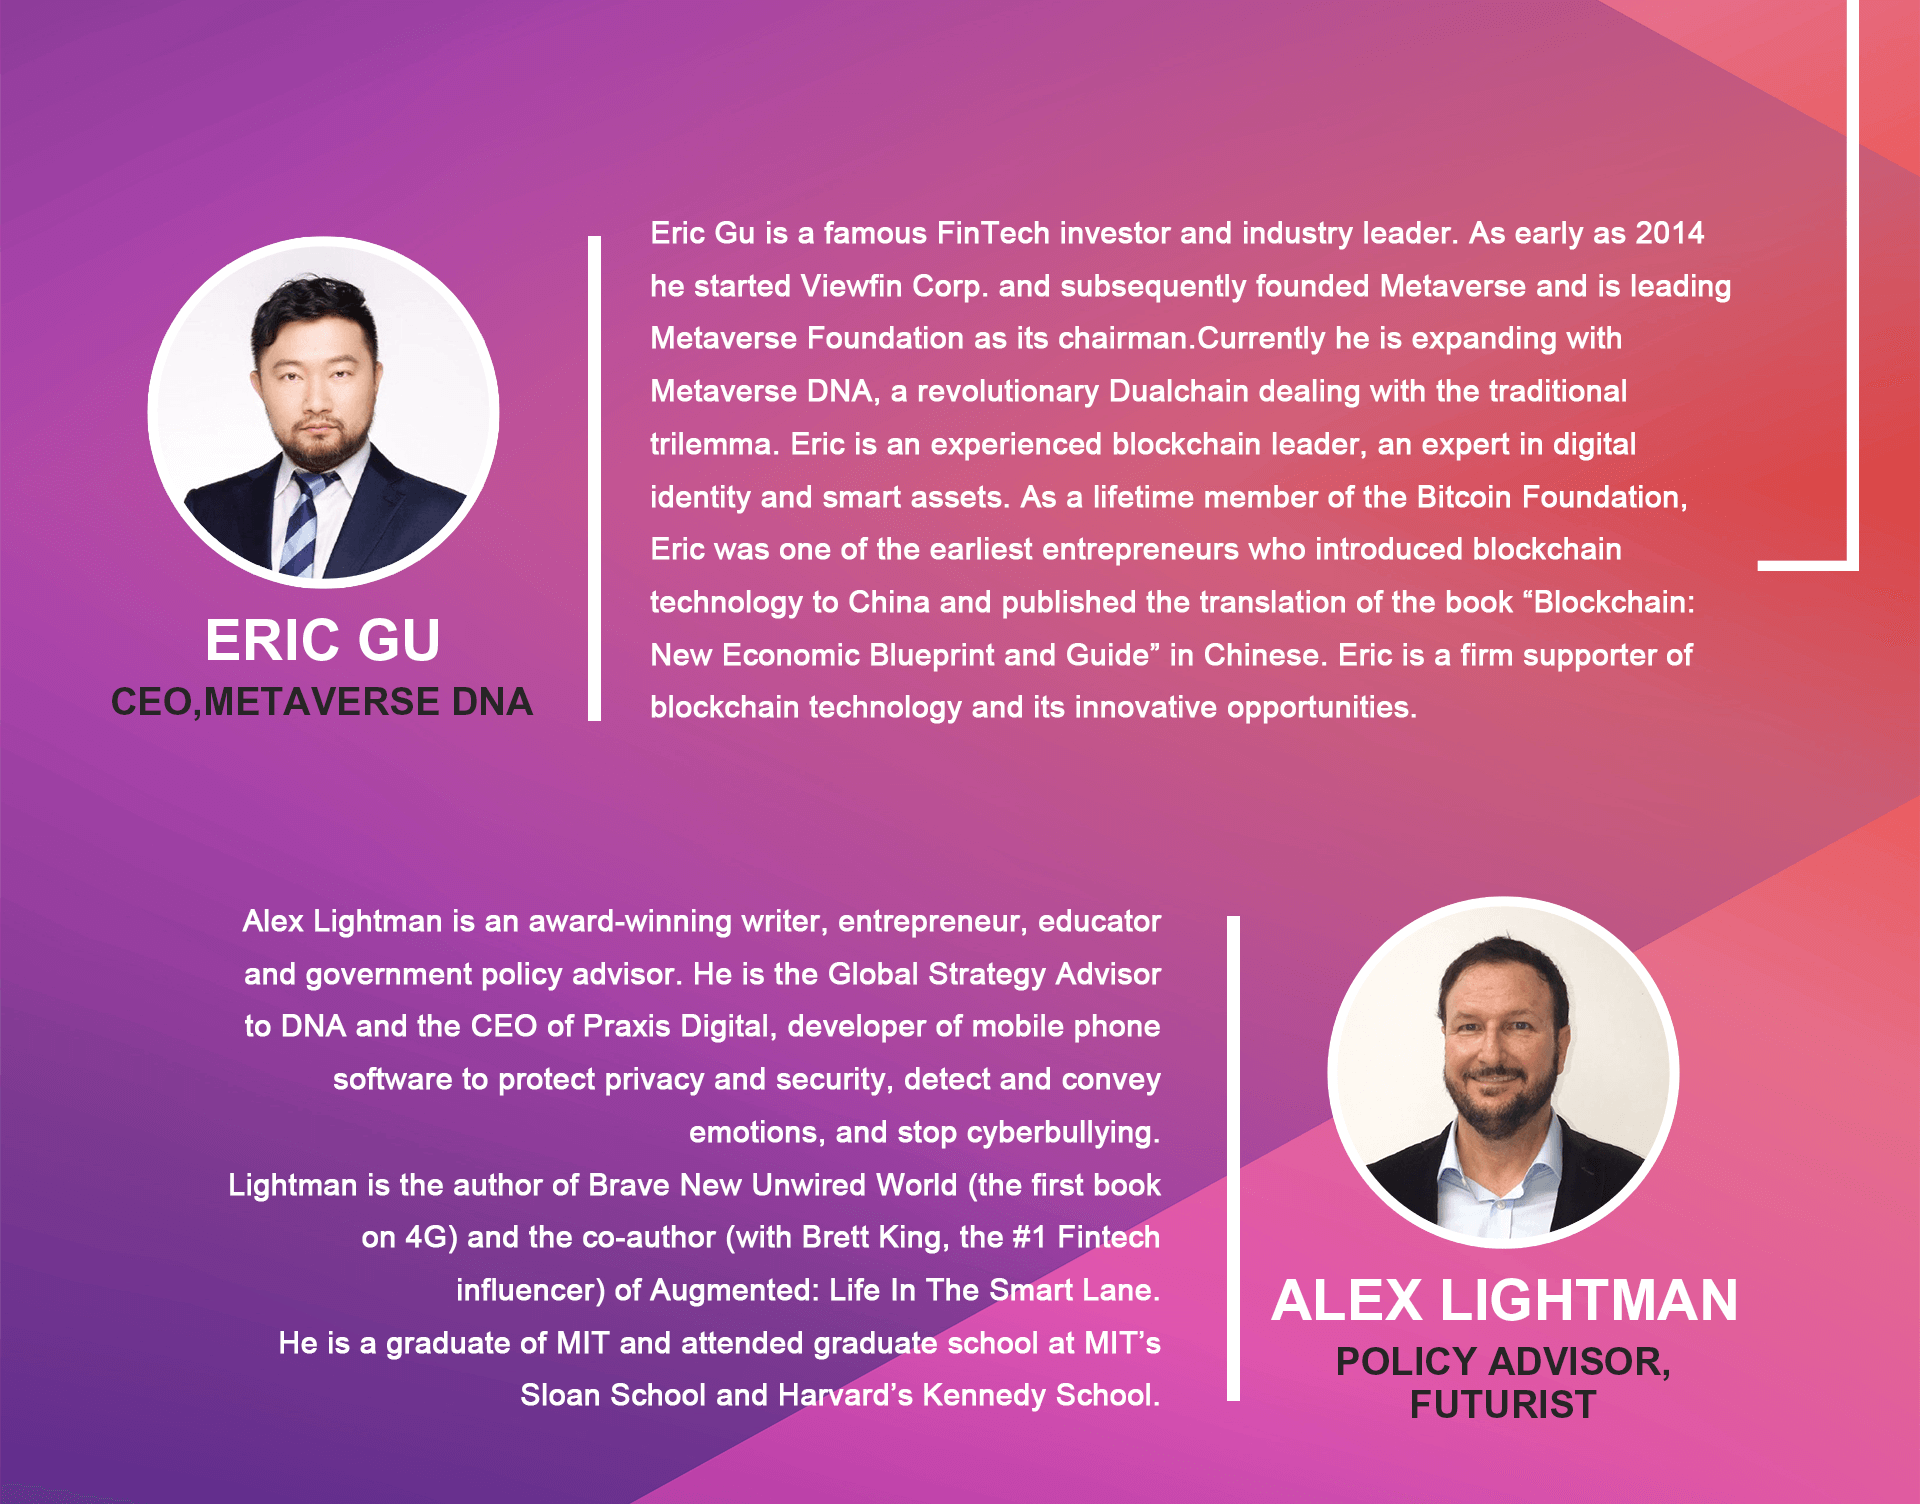 Eric Gu is a famous FinTech investor and industry leader. As early as 2014
he started Viewfin Corp. and subsequently founded Metaverse and is leading
Metaverse Foundation as its chairman.Currently he is expanding with
Metaverse DNA, a revolutionary Dualchain dealing with the traditional
trilemma. Eric is an experienced blockchain leader, an expert in digital
identity and smart assets. As a lifetime member of the Bitcoin Foundation,
Eric was one of the earliest entrepreneurs who introduced blockchain
technology to China and published the translation of the book “Blockchain:
New Economic Blueprint and Guide” in Chinese. Eric is a firm supporter of
blockchain technology and its innovative opportunities.
ERIC GU
CEO,METAVERSE DNA
Alex Lightman is an award-winning writer, entrepreneur, educator
and government policy advisor. He is the Global Strategy Advisor
to DNA and the CEO of Praxis Digital, developer of mobile phone
software to protect privacy and security, detect and convey
emotions, and stop cyberbullying.
Lightman is the author of Brave New Unwired World (the first book
on 4G) and the co-author (with Brett King, the #1 Fintech
influencer) of Augmented: Life In The Smart Lane.
He is a graduate of MIT and attended graduate school at MIT’s
Sloan School and Harvard’s Kennedy School.
ALEX LIGHTMAN
POLICY ADVISOR,
FUTURIST